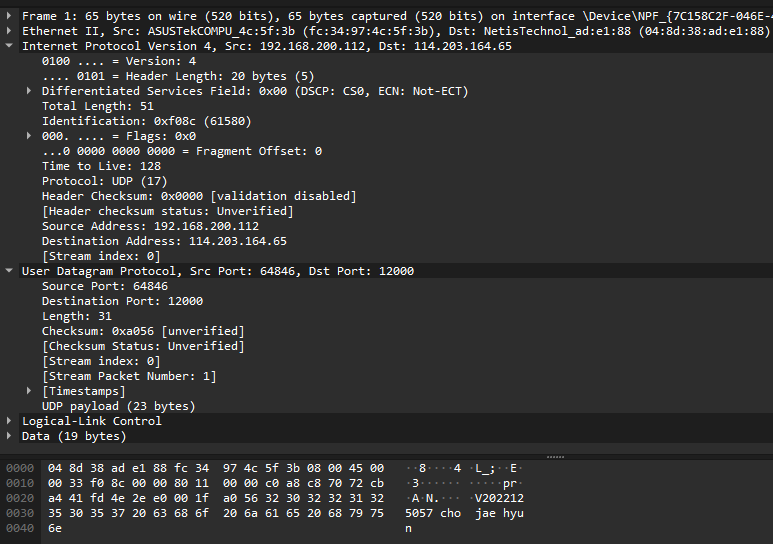 Frame 1: 65 bytes on wire (520 bits), 65 bytes captured (520 bits) on interface \Device\NPF_{7C158C2F-046E-4
Ethernet II, Src: ASUSTekCOMPU_4c:5f:3b (fc:34:97:4c:5f:3b), Dst: NetisTechnol_ad:e1:88 (04:8d:38:ad:e1:88)
Internet Protocol Version 4, Src: 192.168.200.112, Dst: 114.203.164.65
0100 .... = Version: 4
.... 0101 = Header Length: 20 bytes (5)
Differentiated Services Field: 0x00 (DSCP: CS0, ECN: Not-ECT)
Total Length: 51
Identification: 0xf08c (61580)
000. .... = Flags: 0x0
...0 0000 0000 0000 = Fragment Offset: 0
Time to Live: 128
Protocol: UDP (17)
Header Checksum: 0x0000 [validation disabled]
[Header checksum status: Unverified]
Source Address: 192.168.200.112
Destination Address: 114.203.164.65
[Stream index: 0]
User Datagram Protocol, Src Port: 64846, Dst Port: 12000
Source Port: 64846
Destination Port: 12000
Length: 31
Checksum: 0xa056 [unverified]
[Checksum Status: Unverified]
[Stream index: 0]
[Stream Packet Number: 1]
[Timestamps]
UDP payload (23 bytes)
Logical-Link Control
Data (19 bytes)
0000 04 8d 38 ad e1 88 fc 34 97 4c 5f 3b 08 00 45 00 ··8····4 ·L_;··E·
0010 00 33 f0 8c 00 00 80 11 00 00 c0 a8 c8 70 72 cb ·3······ ·····pr·
0020 a4 41 fd 4e 2e e0 00 1f a0 56 32 30 32 32 31 32 ·A·N.··· ·V202212
0030 35 30 35 37 20 63 68 6f 20 6a 61 65 20 68 79 75 5057 cho jae hyu
0040 6e n